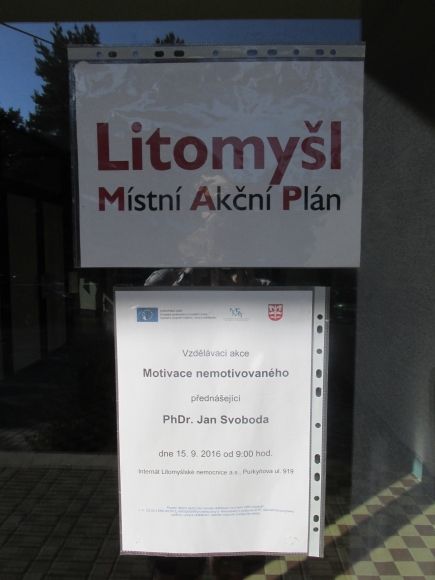 Litomyšl
Místní Akční Plán
Vzdělávací akce
Motivace nemotivovaného
přednášející
PhDr. Jan Svoboda
dne 15. 9. 2016 od 9:00 hod.
Internát Litomyšlské nemocnice a.s., Purkyňova ul. 919